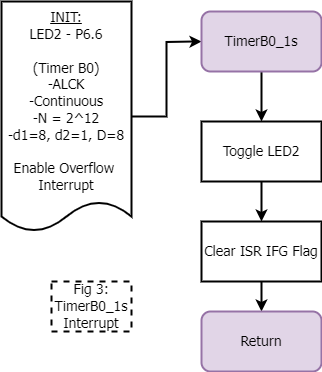 INIT:
LED2 - P6.6
(Timer B0)
-ALCK
-Continuous
-N = 2^12
-d1=8, d2=1, D=8
Enable Overflow
Interrupt
TimerB0_1s
Toggle LED2
Clear ISR IFG Flag
Return
Fig 3:
TimerB0_1s
Interrupt